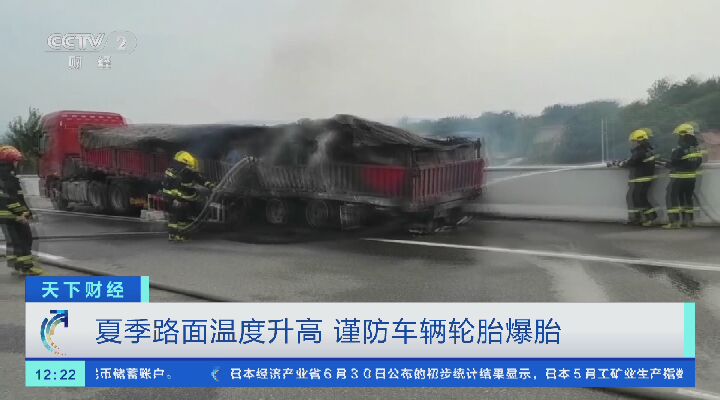 CCTV 2
财经
天下财经
夏季路面温度升高 谨防车辆轮胎爆胎
12:22 币储蓄账户。 日本经济产业省6月30日公布的初步统计结果显示,日本5月工矿业生产指数